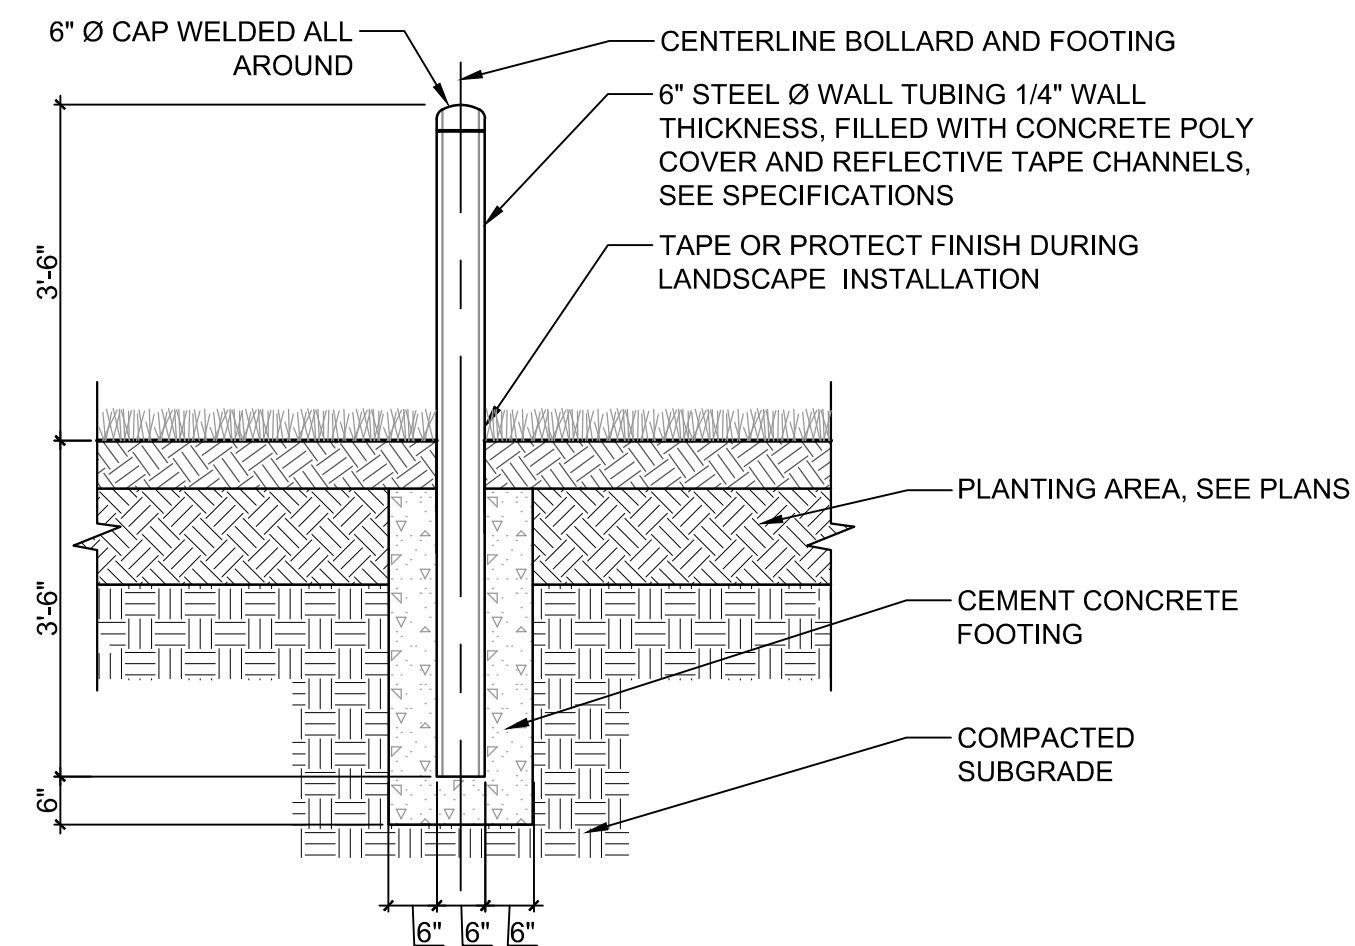 6" Ø CAP WELDED ALL
AROUND
CENTERLINE BOLLARD AND FOOTING
6" STEEL Ø WALL TUBING 1/4" WALL
THICKNESS, FILLED WITH CONCRETE POLY
COVER AND REFLECTIVE TAPE CHANNELS,
SEE SPECIFICATIONS
TAPE OR PROTECT FINISH DURING
LANDSCAPE INSTALLATION
3'-6"
PLANTING AREA, SEE PLANS
3'-6"
CEMENT CONCRETE
FOOTING
COMPACTED
SUBGRADE
6"
6" 6" 6"